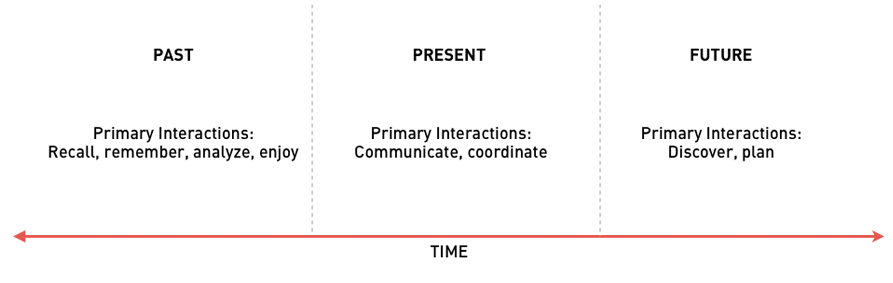 PAST
Primary Interactions:
Recall, remember, analyze, enjoy
PRESENT
Primary Interactions:
Communicate, coordinate
FUTURE
Primary Interactions:
Discover, plan
TIME